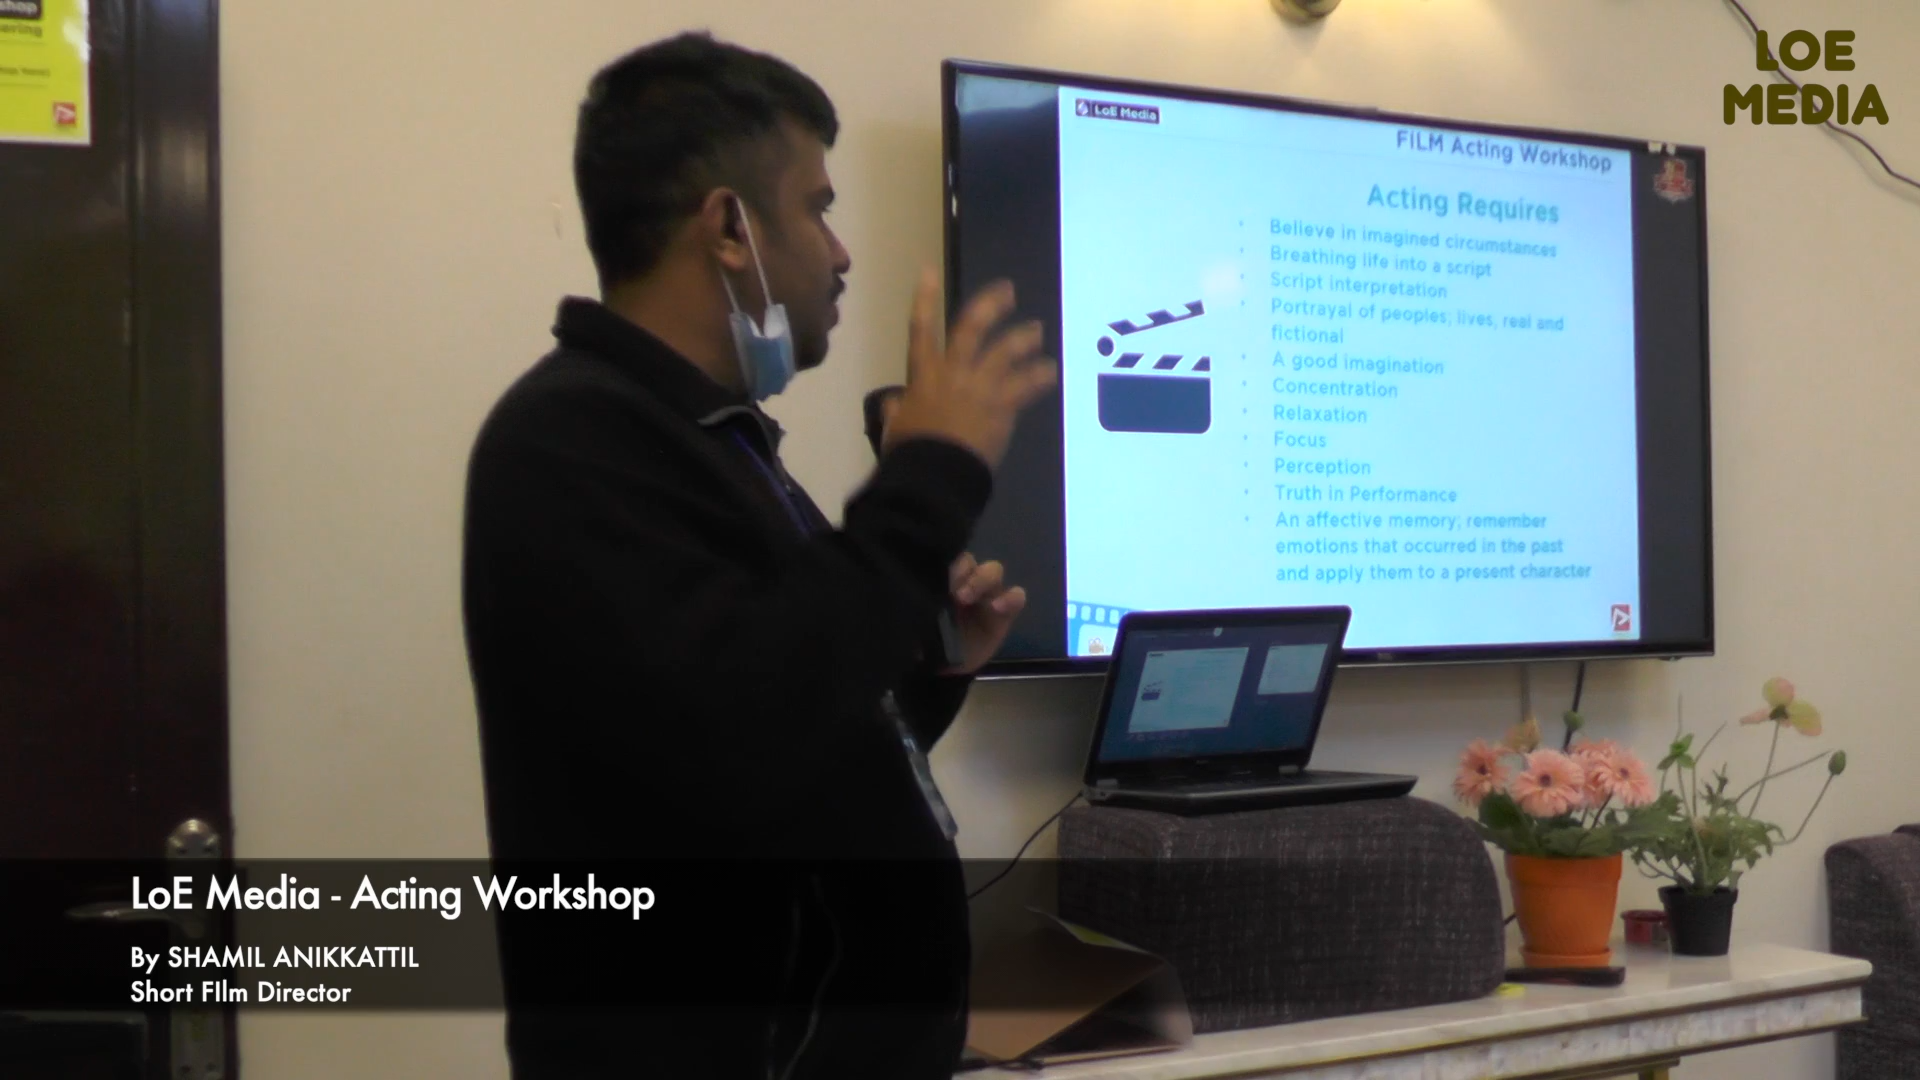 shop
LOE
MEDIA
LoE Media
FILM Acting Workshop
Acting Requires
• Believe in imagined circumstances
• Breathing life into a script
• Script interpretation
• Portrayal of peoples, lives, real and
fictional
• A good imagination
• Concentration
• Relaxation
• Focus
• Perception
• Truth in Performance
• An affective memory; remember
emotions that occurred in the past
and apply them to a present character
LoE Media - Acting Workshop
By SHAMIL ANIKKATTIL
Short FIlm Director